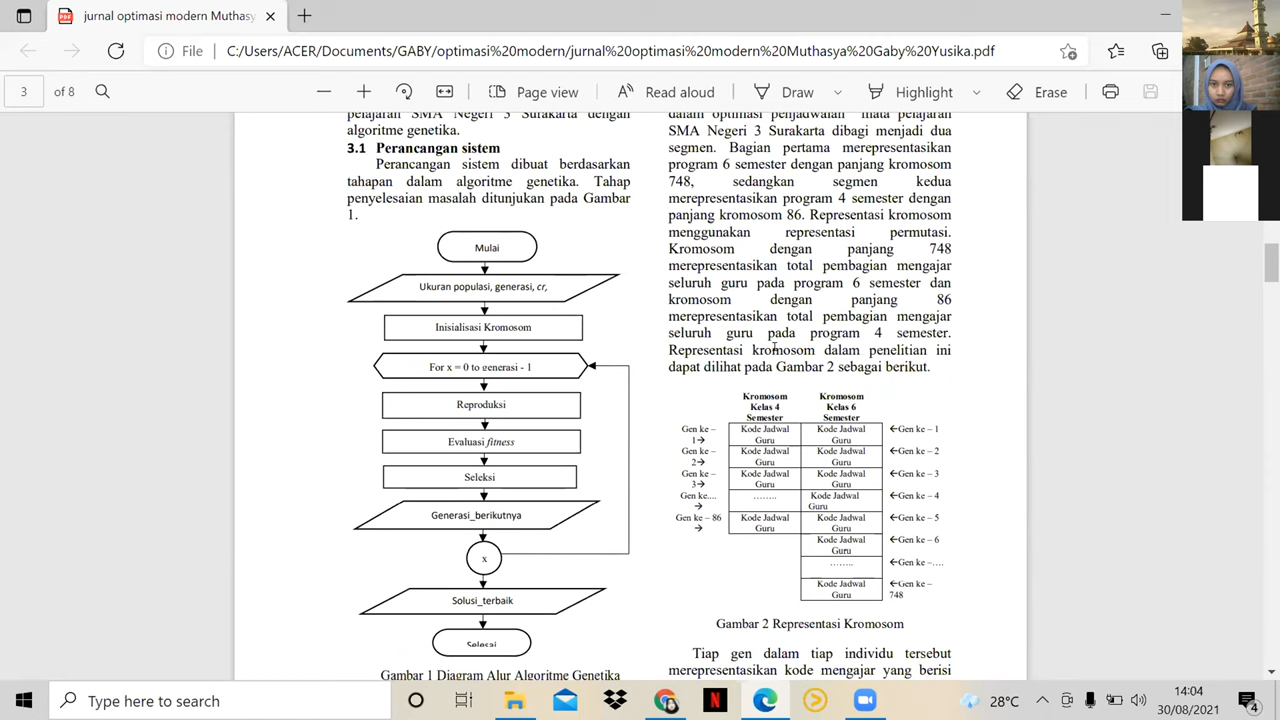 jurnal optimasi modern Muthasy
File
C:/Users/ACER/Documents/GABY/optimasi%20modern/jurnal%20optimasi%20modern%20Muthasya%20Gaby%20Yusika.pdf
3 of 8
Page view
Read aloud
Draw
Highlight
Erase
pelajaran SMA Negeri 3 Surakarta dengan
algoritme genetika.
3.1 Perancangan sistem
Perancangan sistem dibuat berdasarkan
tahapan dalam algoritme genetika. Tahap
penyelesaian masalah ditunjukan pada Gambar
1.
Mulai
Ukuran populasi, generasi, cr,
Inisialisasi Kromosom
For x = 0 to generasi - 1
Reproduksi
Evaluasi fitness
Seleksi
Generasi_berikutnya
x
Solusi_terbaik
Selesai
Gambar 1 Diagram Alur Algoritme Genetika
dalam optimasi penjadwalan mata pelajaran
SMA Negeri 3 Surakarta dibagi menjadi dua
segmen. Bagian pertama merepresentasikan
program 6 semester dengan panjang kromosom
748, sedangkan segmen kedua
merepresentasikan program 4 semester dengan
panjang kromosom 86. Representasi kromosom
menggunakan representasi permutasi.
Kromosom dengan panjang 748
merepresentasikan total pembagian mengajar
seluruh guru pada program 6 semester dan
kromosom dengan panjang 86
merepresentasikan total pembagian mengajar
seluruh guru pada program 4 semester.
Representasi kromosom dalam penelitian ini
dapat dilihat pada Gambar 2 sebagai berikut.
Kromosom Kromosom
Kelas 4 Kelas 6
Semester Semester
Gen ke – Kode Jadwal Kode Jadwal ←Gen ke – 1
1→ Guru Guru
Gen ke – Kode Jadwal Kode Jadwal ←Gen ke – 2
2→ Guru Guru
Gen ke – Kode Jadwal Kode Jadwal ←Gen ke – 3
3→ Guru Guru
Gen ke.... …….. Kode Jadwal ←Gen ke – 4
→ Guru
Gen ke – 86 Kode Jadwal Kode Jadwal ←Gen ke – 5
→ Guru Guru
Kode Jadwal ←Gen ke – 6
Guru
…….. ←Gen ke –….
Kode Jadwal ←Gen ke –
Guru 748
Gambar 2 Representasi Kromosom
Tiap gen dalam tiap individu tersebut
merepresentasikan kode mengajar yang berisi
Type here to search
28°C
14:04
30/08/2021
4